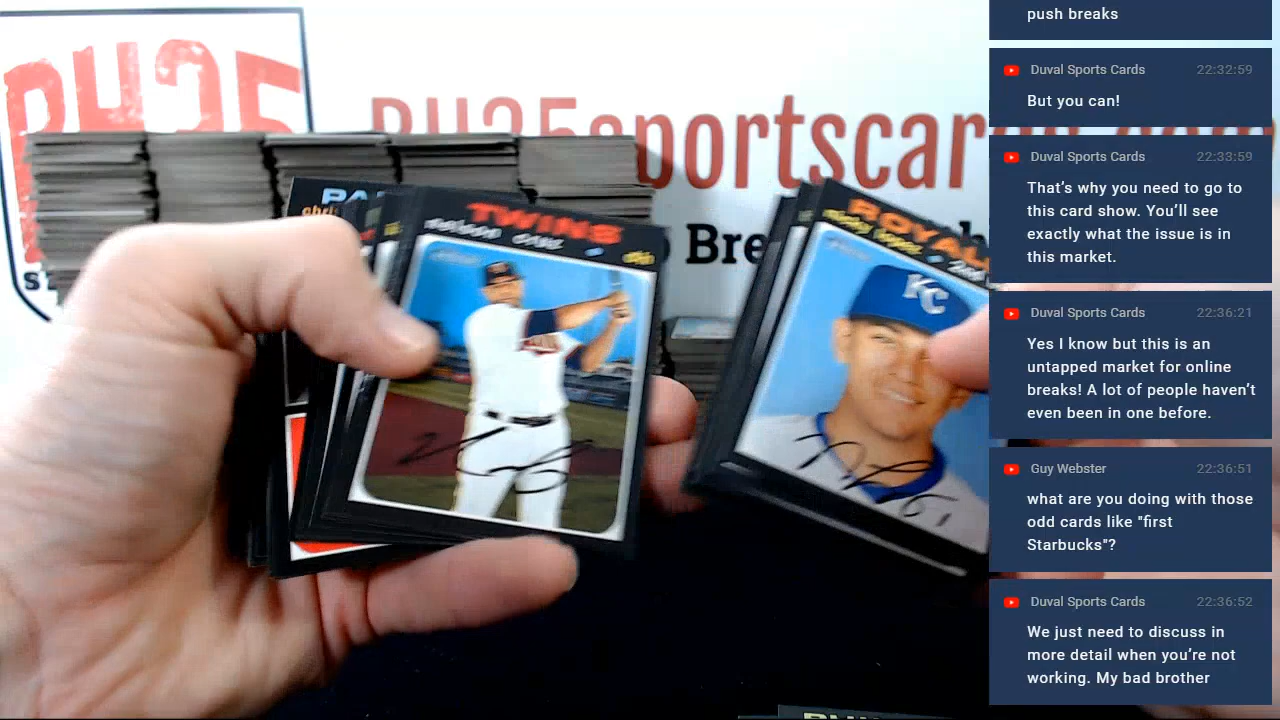 push breaks
Duval Sports Cards 22:32:59
But you can!
Duval Sports Cards 22:33:59
That's why you need to go to
this card show. You'll see
exactly what the issue is in
this market.
Duval Sports Cards 22:36:21
Yes I know but this is an
untapped market for online
breaks! A lot of people haven't
even been in one before.
Guy Webster 22:36:51
what are you doing with those
odd cards like "first
Starbucks"?
Duval Sports Cards 22:36:52
We just need to discuss in
more detail when you're not
working. My bad brother
TWINS
nelson cruz
ROYAL
nicky lopez
KC